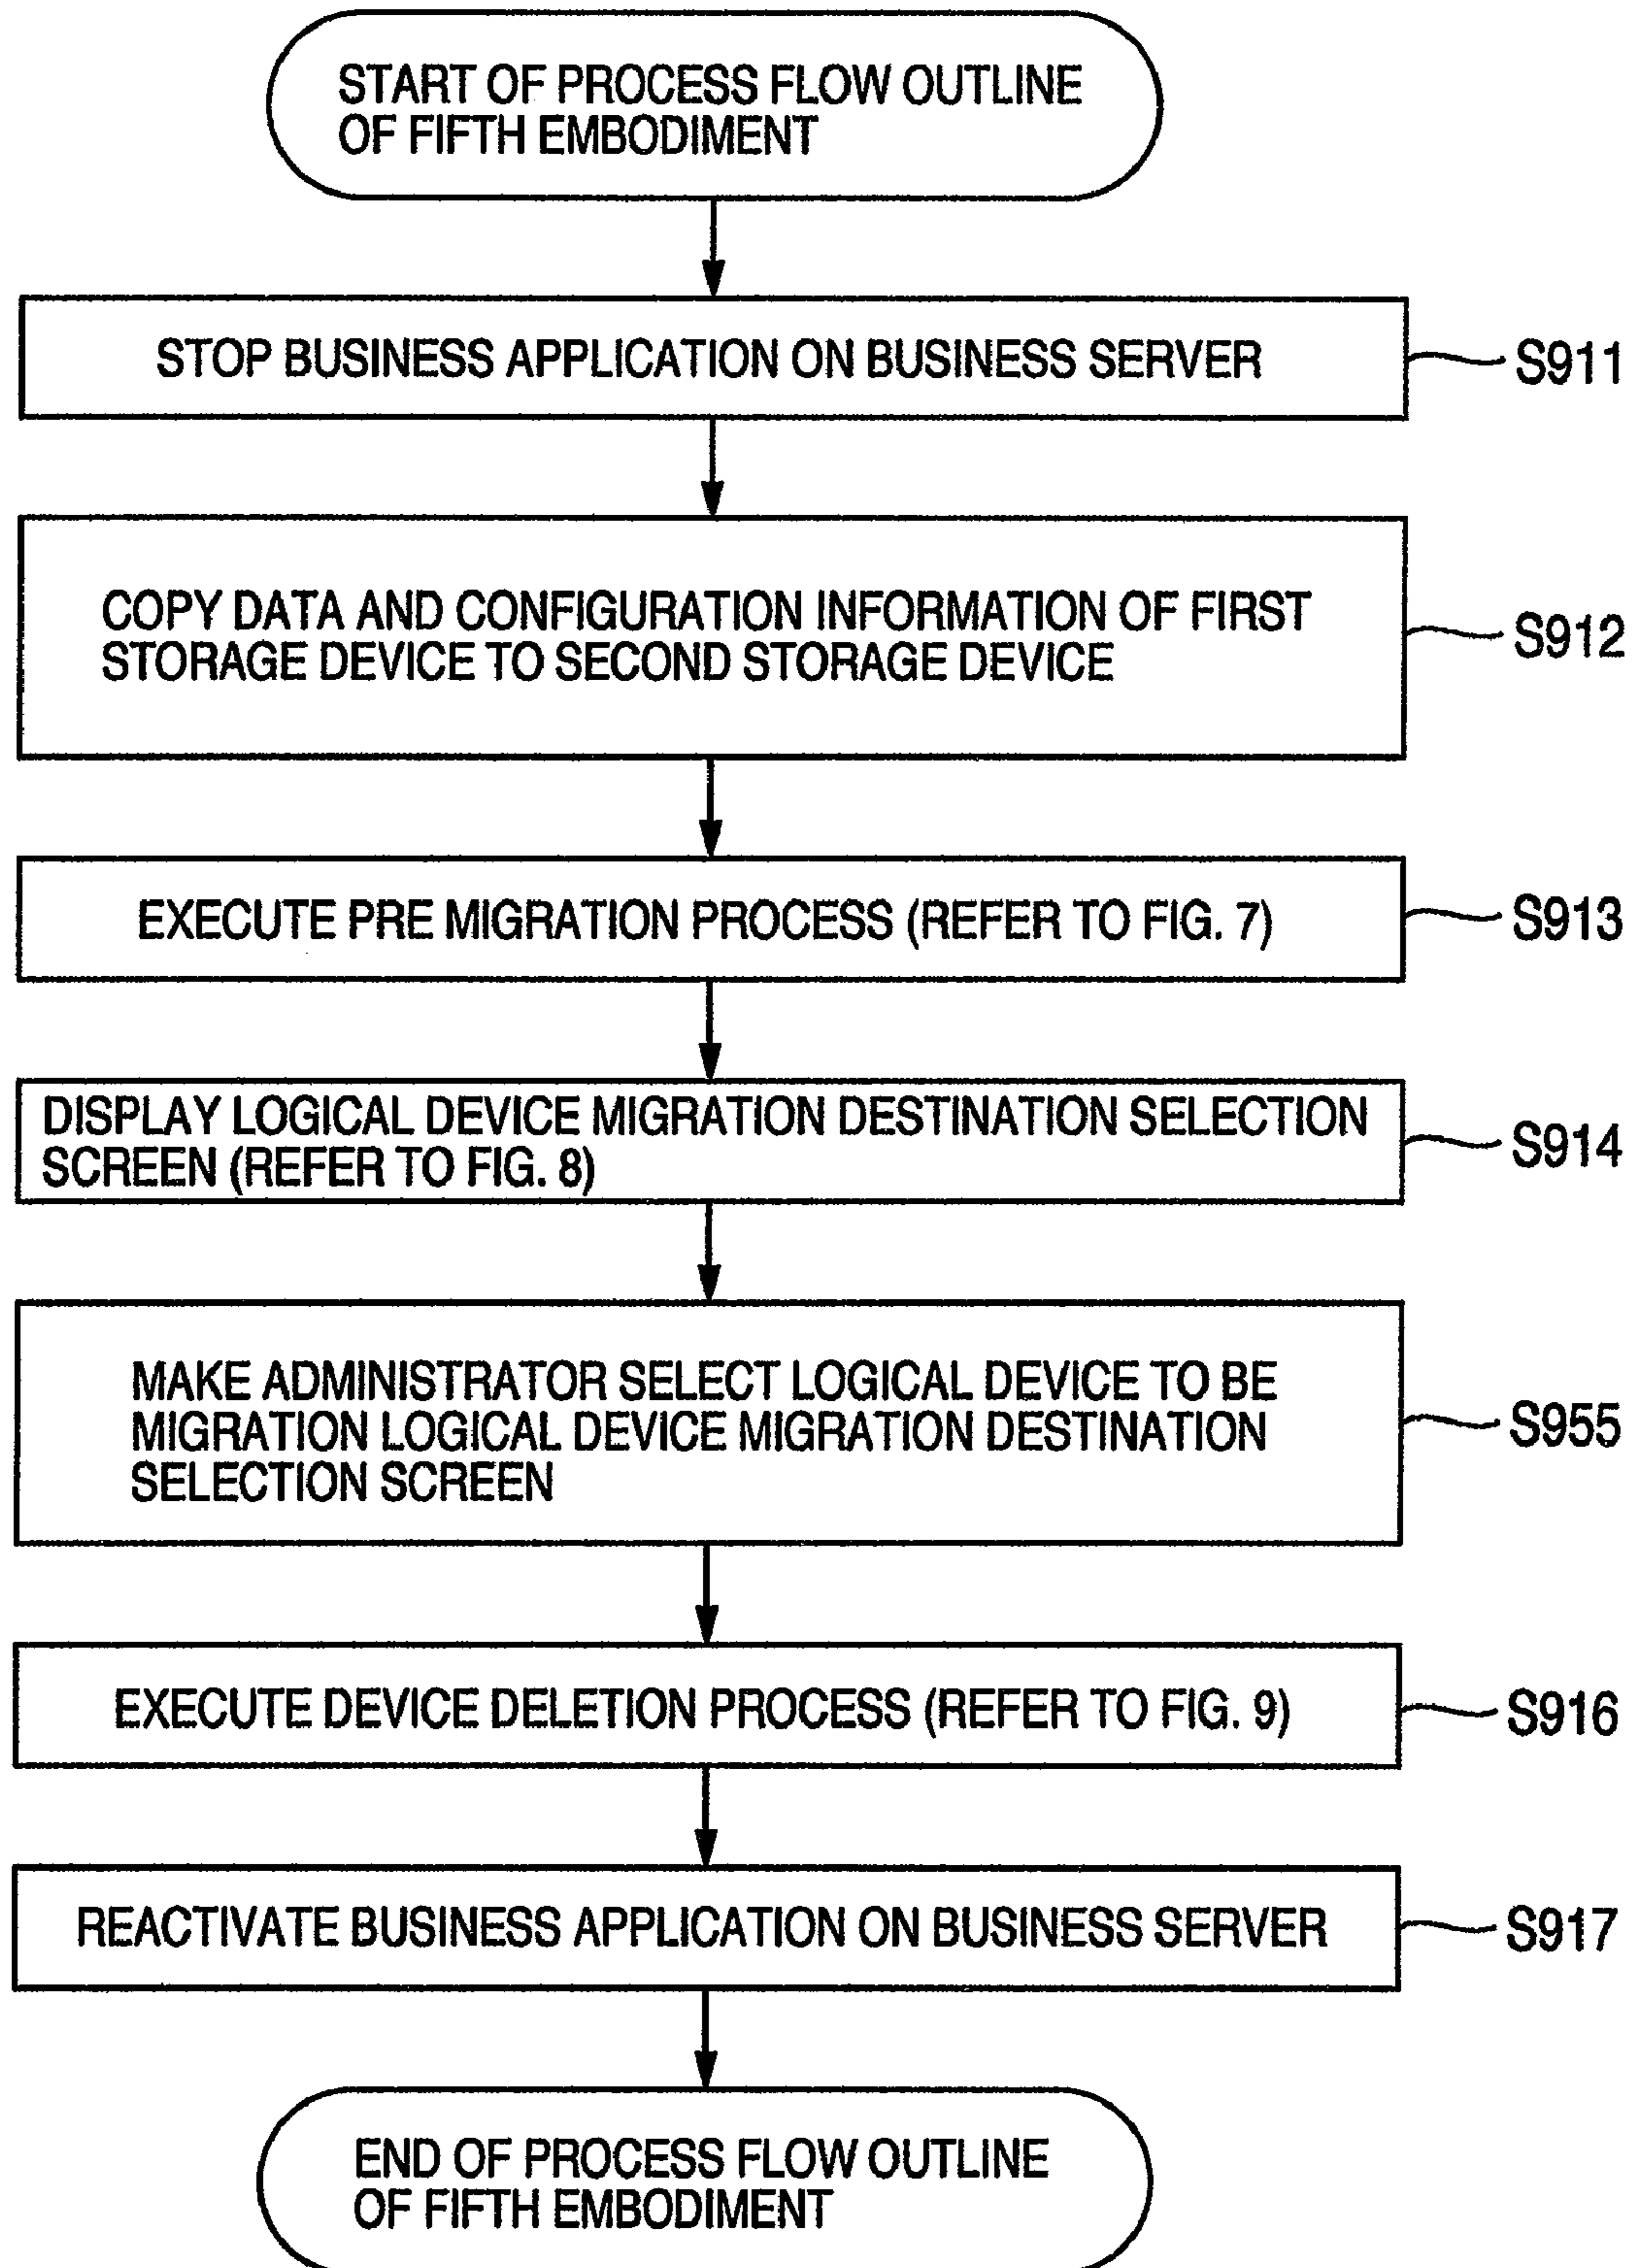 START OF PROCESS FLOW OUTLINE
OF FIFTH EMBODIMENT
STOP BUSINESS APPLICATION ON BUSINESS SERVER
S911
COPY DATA AND CONFIGURATION INFORMATION OF FIRST
STORAGE DEVICE TO SECOND STORAGE DEVICE
S912
EXECUTE PRE MIGRATION PROCESS (REFER TO FIG. 7)
S913
DISPLAY LOGICAL DEVICE MIGRATION DESTINATION SELECTION
SCREEN (REFER TO FIG. 8)
S914
MAKE ADMINISTRATOR SELECT LOGICAL DEVICE TO BE
MIGRATION LOGICAL DEVICE MIGRATION DESTINATION
SELECTION SCREEN
S955
EXECUTE DEVICE DELETION PROCESS (REFER TO FIG. 9)
S916
REACTIVATE BUSINESS APPLICATION ON BUSINESS SERVER
S917
END OF PROCESS FLOW OUTLINE
OF FIFTH EMBODIMENT